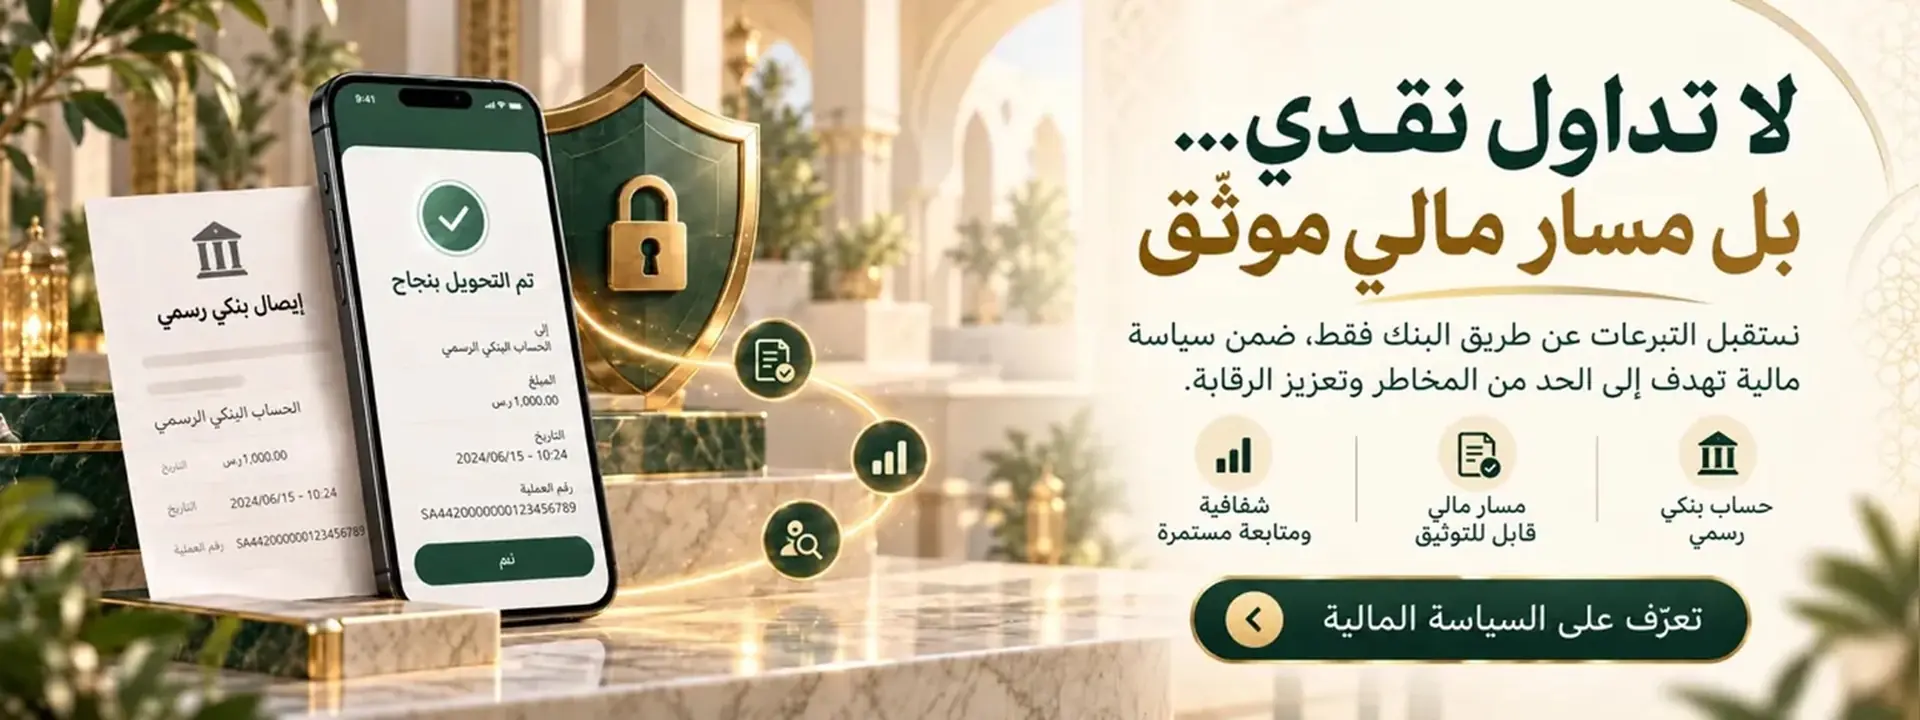 لا تداول نقدي...
بل مسار مالي موثّق
نستقبل التبرعات عن طريق البنك فقط، ضمن سياسة
مالية تهدف إلى الحد من المخاطر وتعزيز الرقابة.
حساب بنكي
رسمي
مسار مالي
قابل للتوثيق
شفافية
ومتابعة مستمرة
تعرّف على السياسة المالية
9:41
تم التحويل بنجاح
إلى
الحساب البنكي الرسمي
المبلغ
1,000.00 ر.س
التاريخ
2024/06/15 - 10:24
رقم العملية
SA4420000000123456789
تم
إيصال بنكي رسمي
الحساب البنكي الرسمي
التاريخ 1,000.00 ر.س
التاريخ 2024/06/15 - 10:24
رقم العملية SA442000000123456789